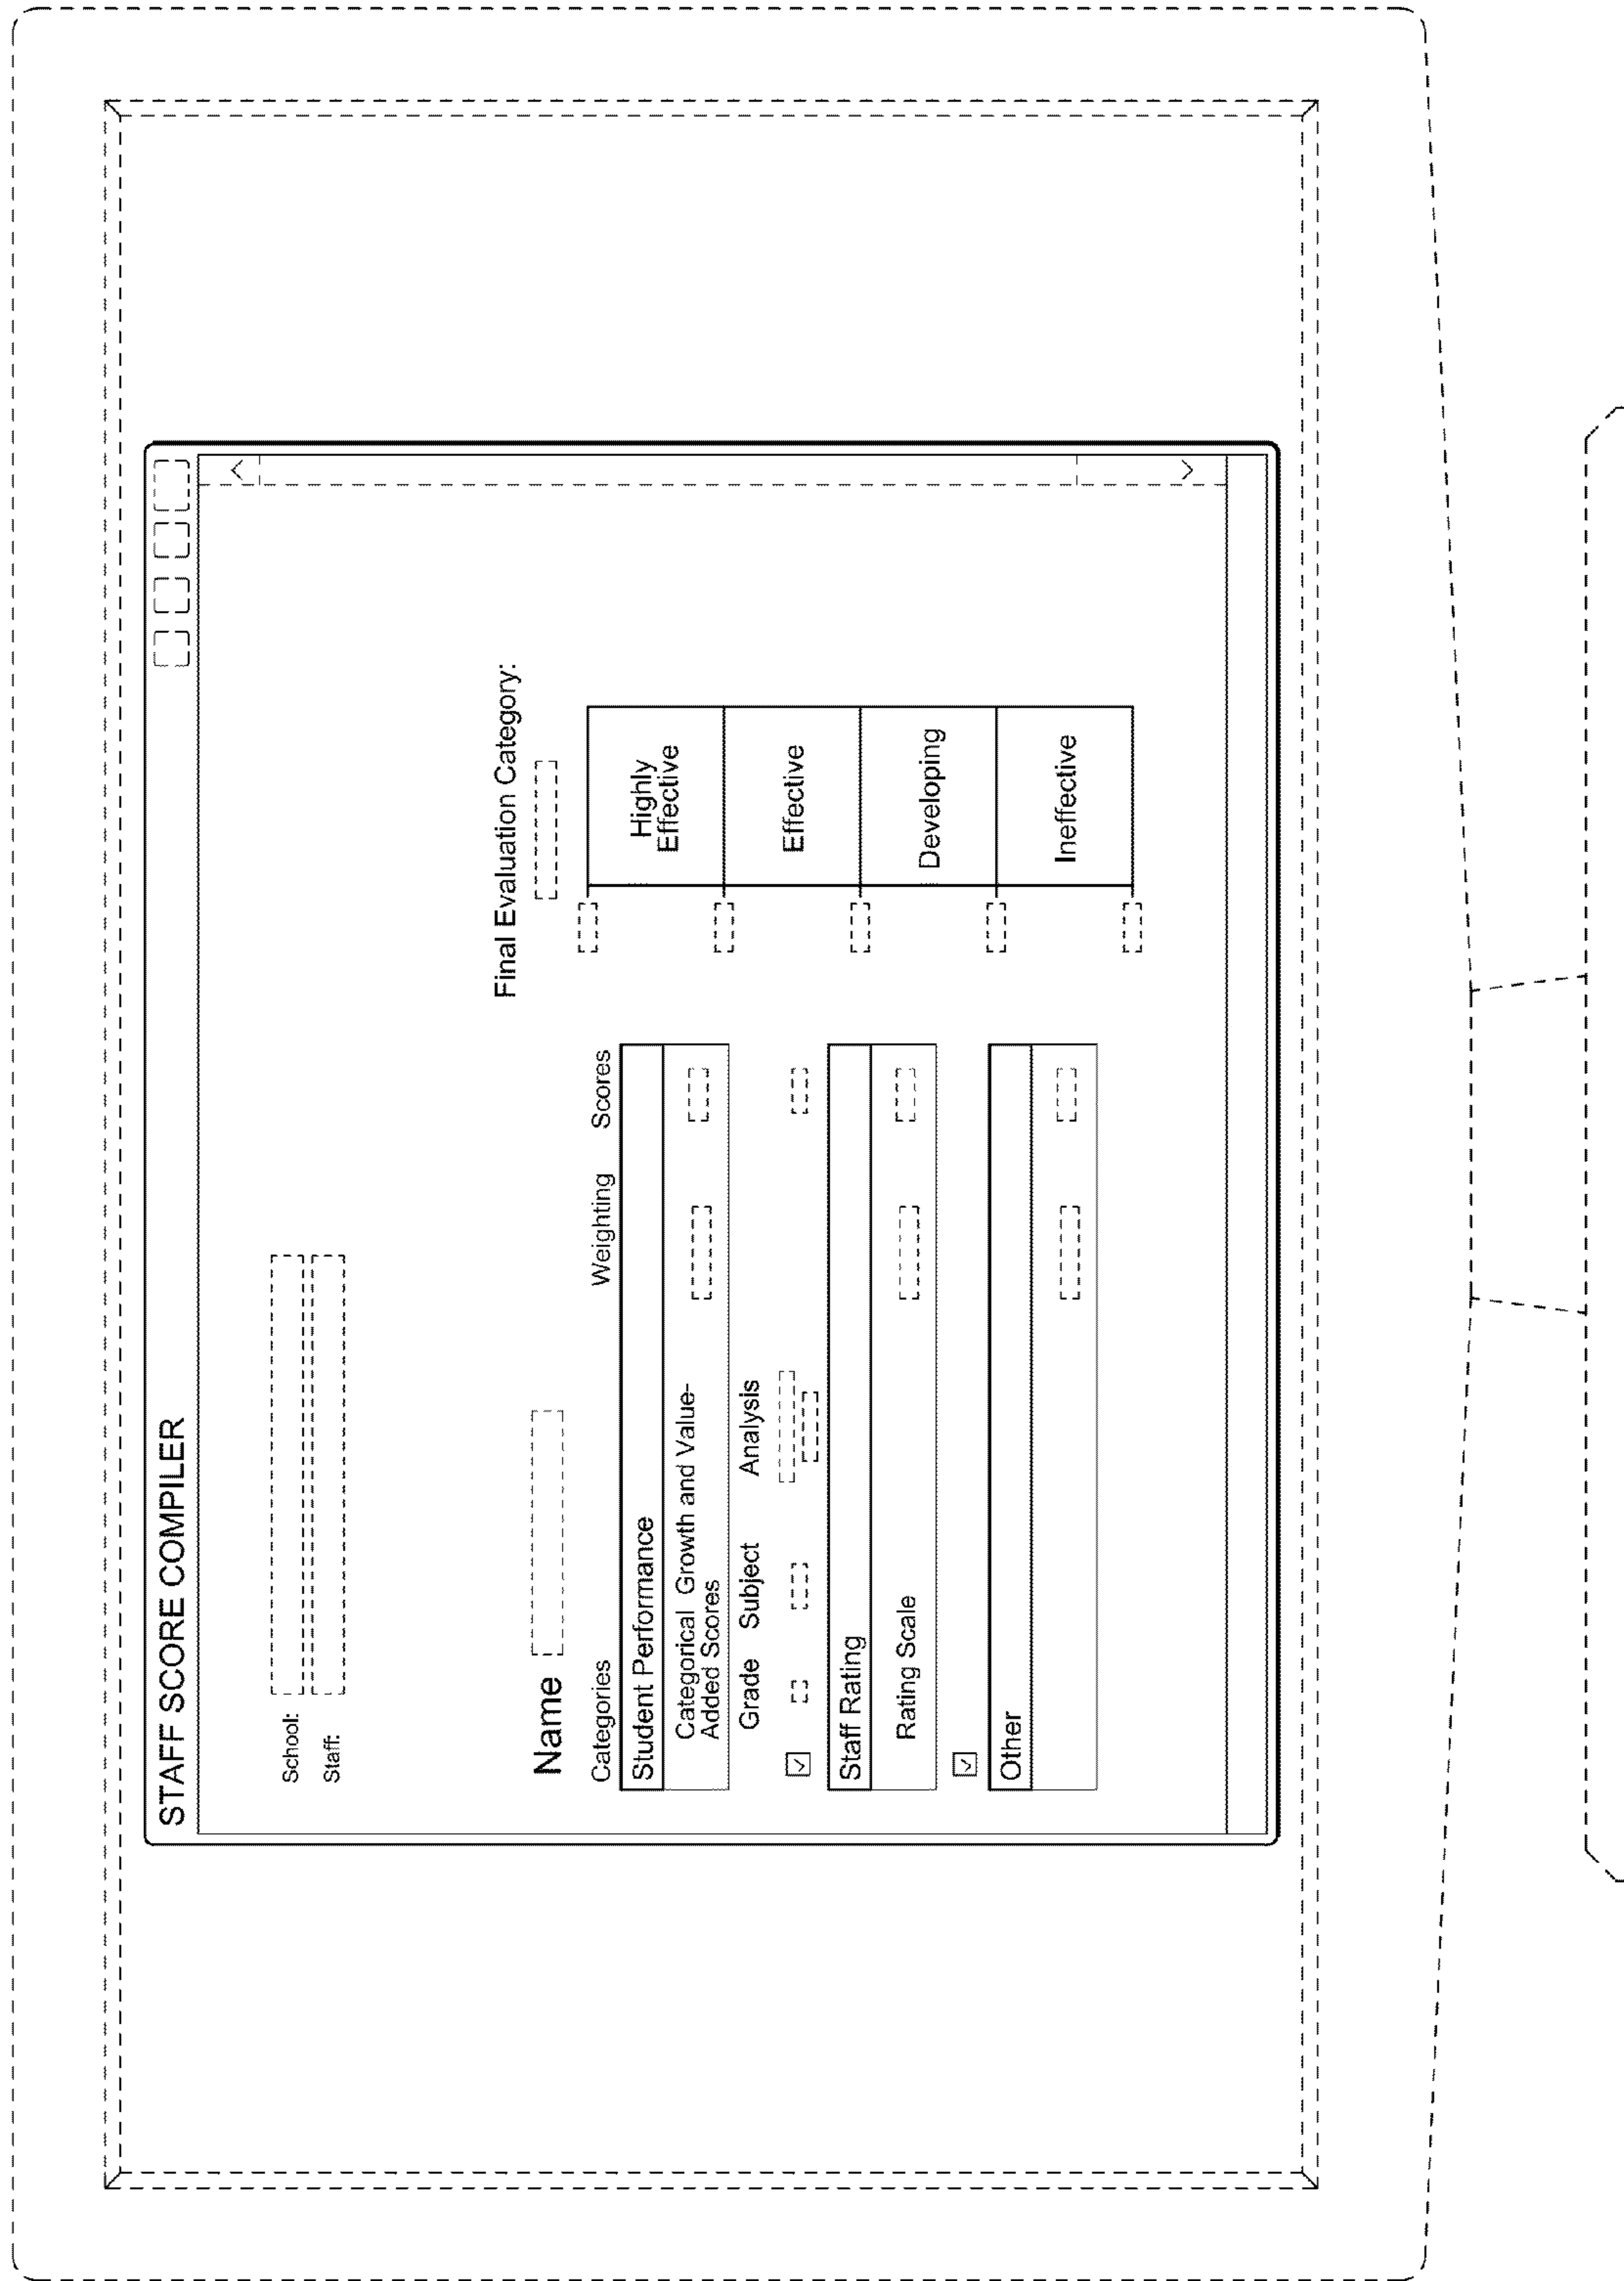 STAFF SCORE COMPILER
School:
Staff:
Final Evaluation Category:
Name
Categories Weighting Scores
Student Performance
Categorical Growth and Value-
Added Scores
Grade Subject Analysis
Staff Rating
Rating Scale
Other
Highly
Effective
Effective
Developing
Ineffective